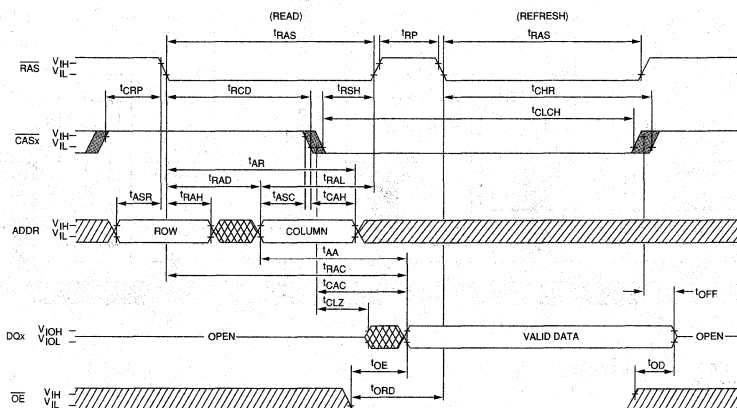 (READ) (REFRESH)
tRAS tRP tRAS
RAS VIH VIL
tCRP tRCD tRSH tCHR
tCLCH
CASx VIH VIL
tAR
tRAD tRAL
tASR tRAH tASC tCAH
ADDR VIH VIL ROW COLUMN
tAA
tRAC
tCAC tOFF
tCLZ
DQx VIOH VIOL OPEN VALID DATA OPEN
tOE tOD
tORD
OE VIH VIL